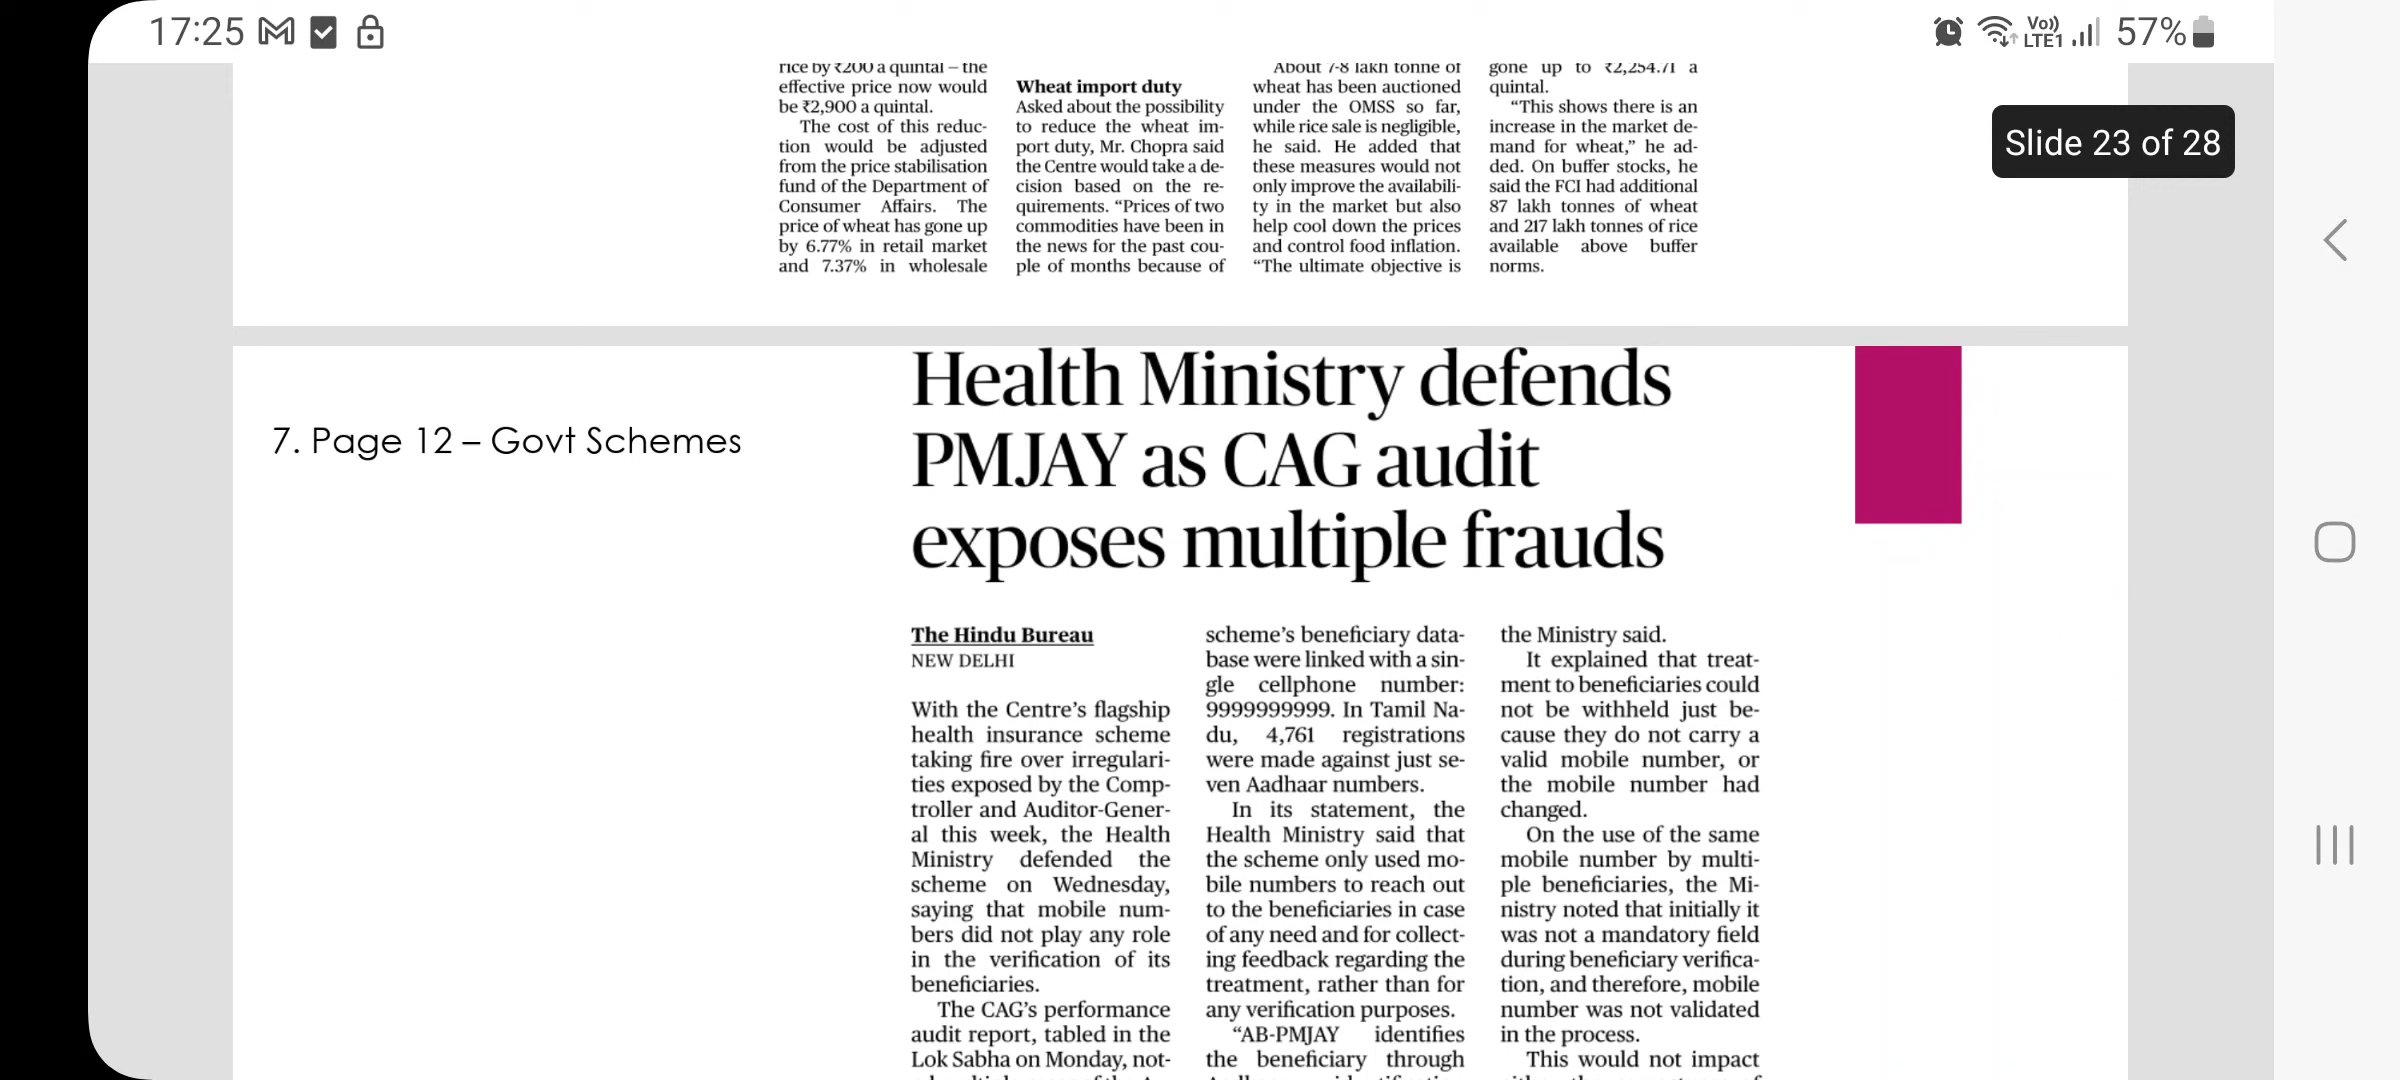 17:25
Vo))
LTE1
57%
Slide 23 of 28
rice by ₹200 a quintal – the
effective price now would
be ₹2,900 a quintal.
The cost of this reduc-
tion would be adjusted
from the price stabilisation
fund of the Department of
Consumer Affairs. The
price of wheat has gone up
by 6.77% in retail market
and 7.37% in wholesale
Wheat import duty
Asked about the possibility
to reduce the wheat im-
port duty, Mr. Chopra said
the Centre would take a de-
cision based on the re-
quirements. “Prices of two
commodities have been in
the news for the past cou-
ple of months because of
About 7-8 lakh tonne of
wheat has been auctioned
under the OMSS so far,
while rice sale is negligible,
he said. He added that
these measures would not
only improve the availabili-
ty in the market but also
help cool down the prices
and control food inflation.
“The ultimate objective is
gone up to ₹2,254.71 a
quintal.
“This shows there is an
increase in the market de-
mand for wheat,” he ad-
ded. On buffer stocks, he
said the FCI had additional
87 lakh tonnes of wheat
and 217 lakh tonnes of rice
available above buffer
norms.
7. Page 12 – Govt Schemes
Health Ministry defends
PMJAY as CAG audit
exposes multiple frauds
The Hindu Bureau
NEW DELHI
With the Centre’s flagship
health insurance scheme
taking fire over irregulari-
ties exposed by the Comp-
troller and Auditor-Gener-
al this week, the Health
Ministry defended the
scheme on Wednesday,
saying that mobile num-
bers did not play any role
in the verification of its
beneficiaries.
The CAG’s performance
audit report, tabled in the
Lok Sabha on Monday, not-
scheme’s beneficiary data-
base were linked with a sin-
gle cellphone number:
9999999999. In Tamil Na-
du, 4,761 registrations
were made against just se-
ven Aadhaar numbers.
In its statement, the
Health Ministry said that
the scheme only used mo-
bile numbers to reach out
to the beneficiaries in case
of any need and for collect-
ing feedback regarding the
treatment, rather than for
any verification purposes.
“AB-PMJAY identifies
the beneficiary through
the Ministry said.
It explained that treat-
ment to beneficiaries could
not be withheld just be-
cause they do not carry a
valid mobile number, or
the mobile number had
changed.
On the use of the same
mobile number by multi-
ple beneficiaries, the Mi-
nistry noted that initially it
was not a mandatory field
during beneficiary verifica-
tion, and therefore, mobile
number was not validated
in the process.
This would not impact